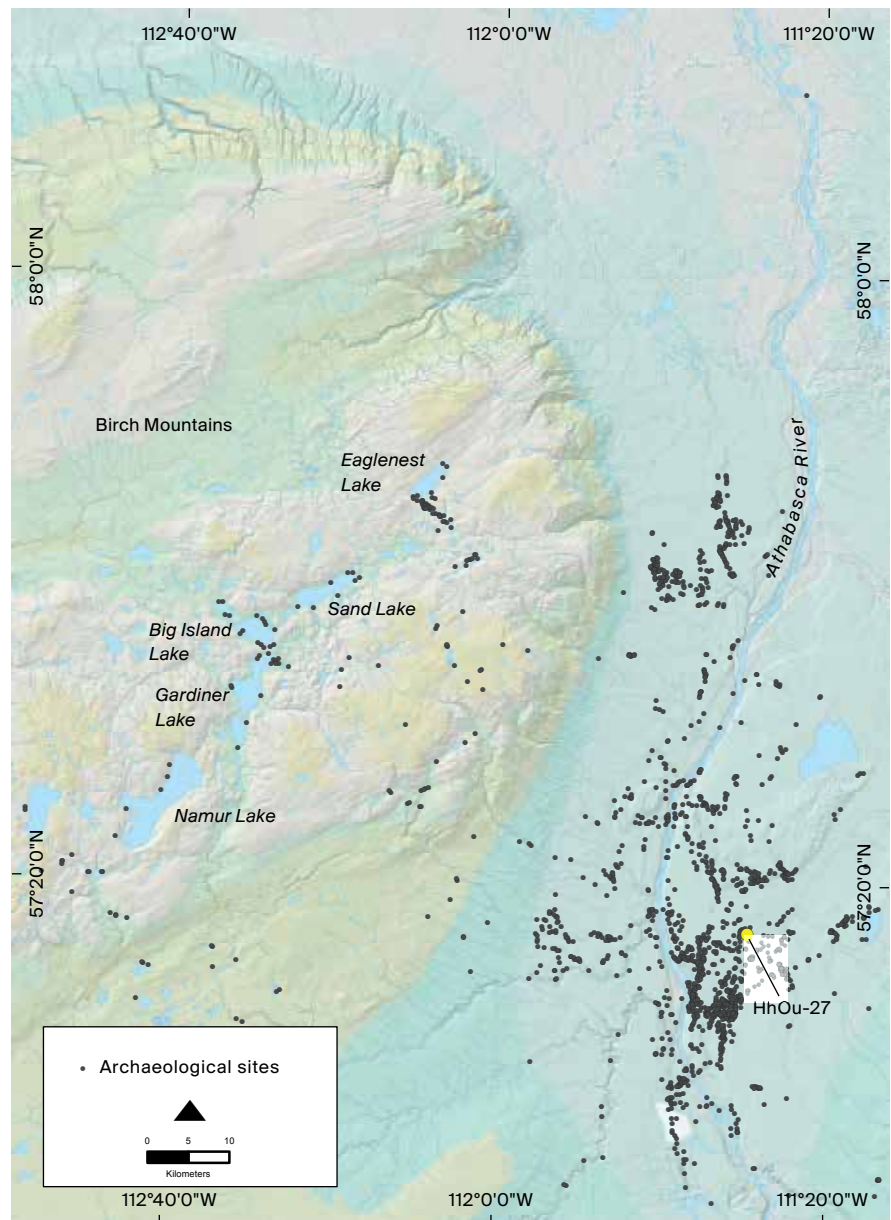 112°40'0"W
112°0'0"W
111°20'0"W
58°0'0"N
58°0'0"N
Birch Mountains
Eaglenest
Lake
Athabasca River
Sand Lake
Big Island
Lake
Gardiner
Lake
Namur Lake
57°20'0"N
57°20'0"N
HhOu-27
Archaeological sites
0 5 10
Kilometers
112°40'0"W
112°0'0"W
111°20'0"W